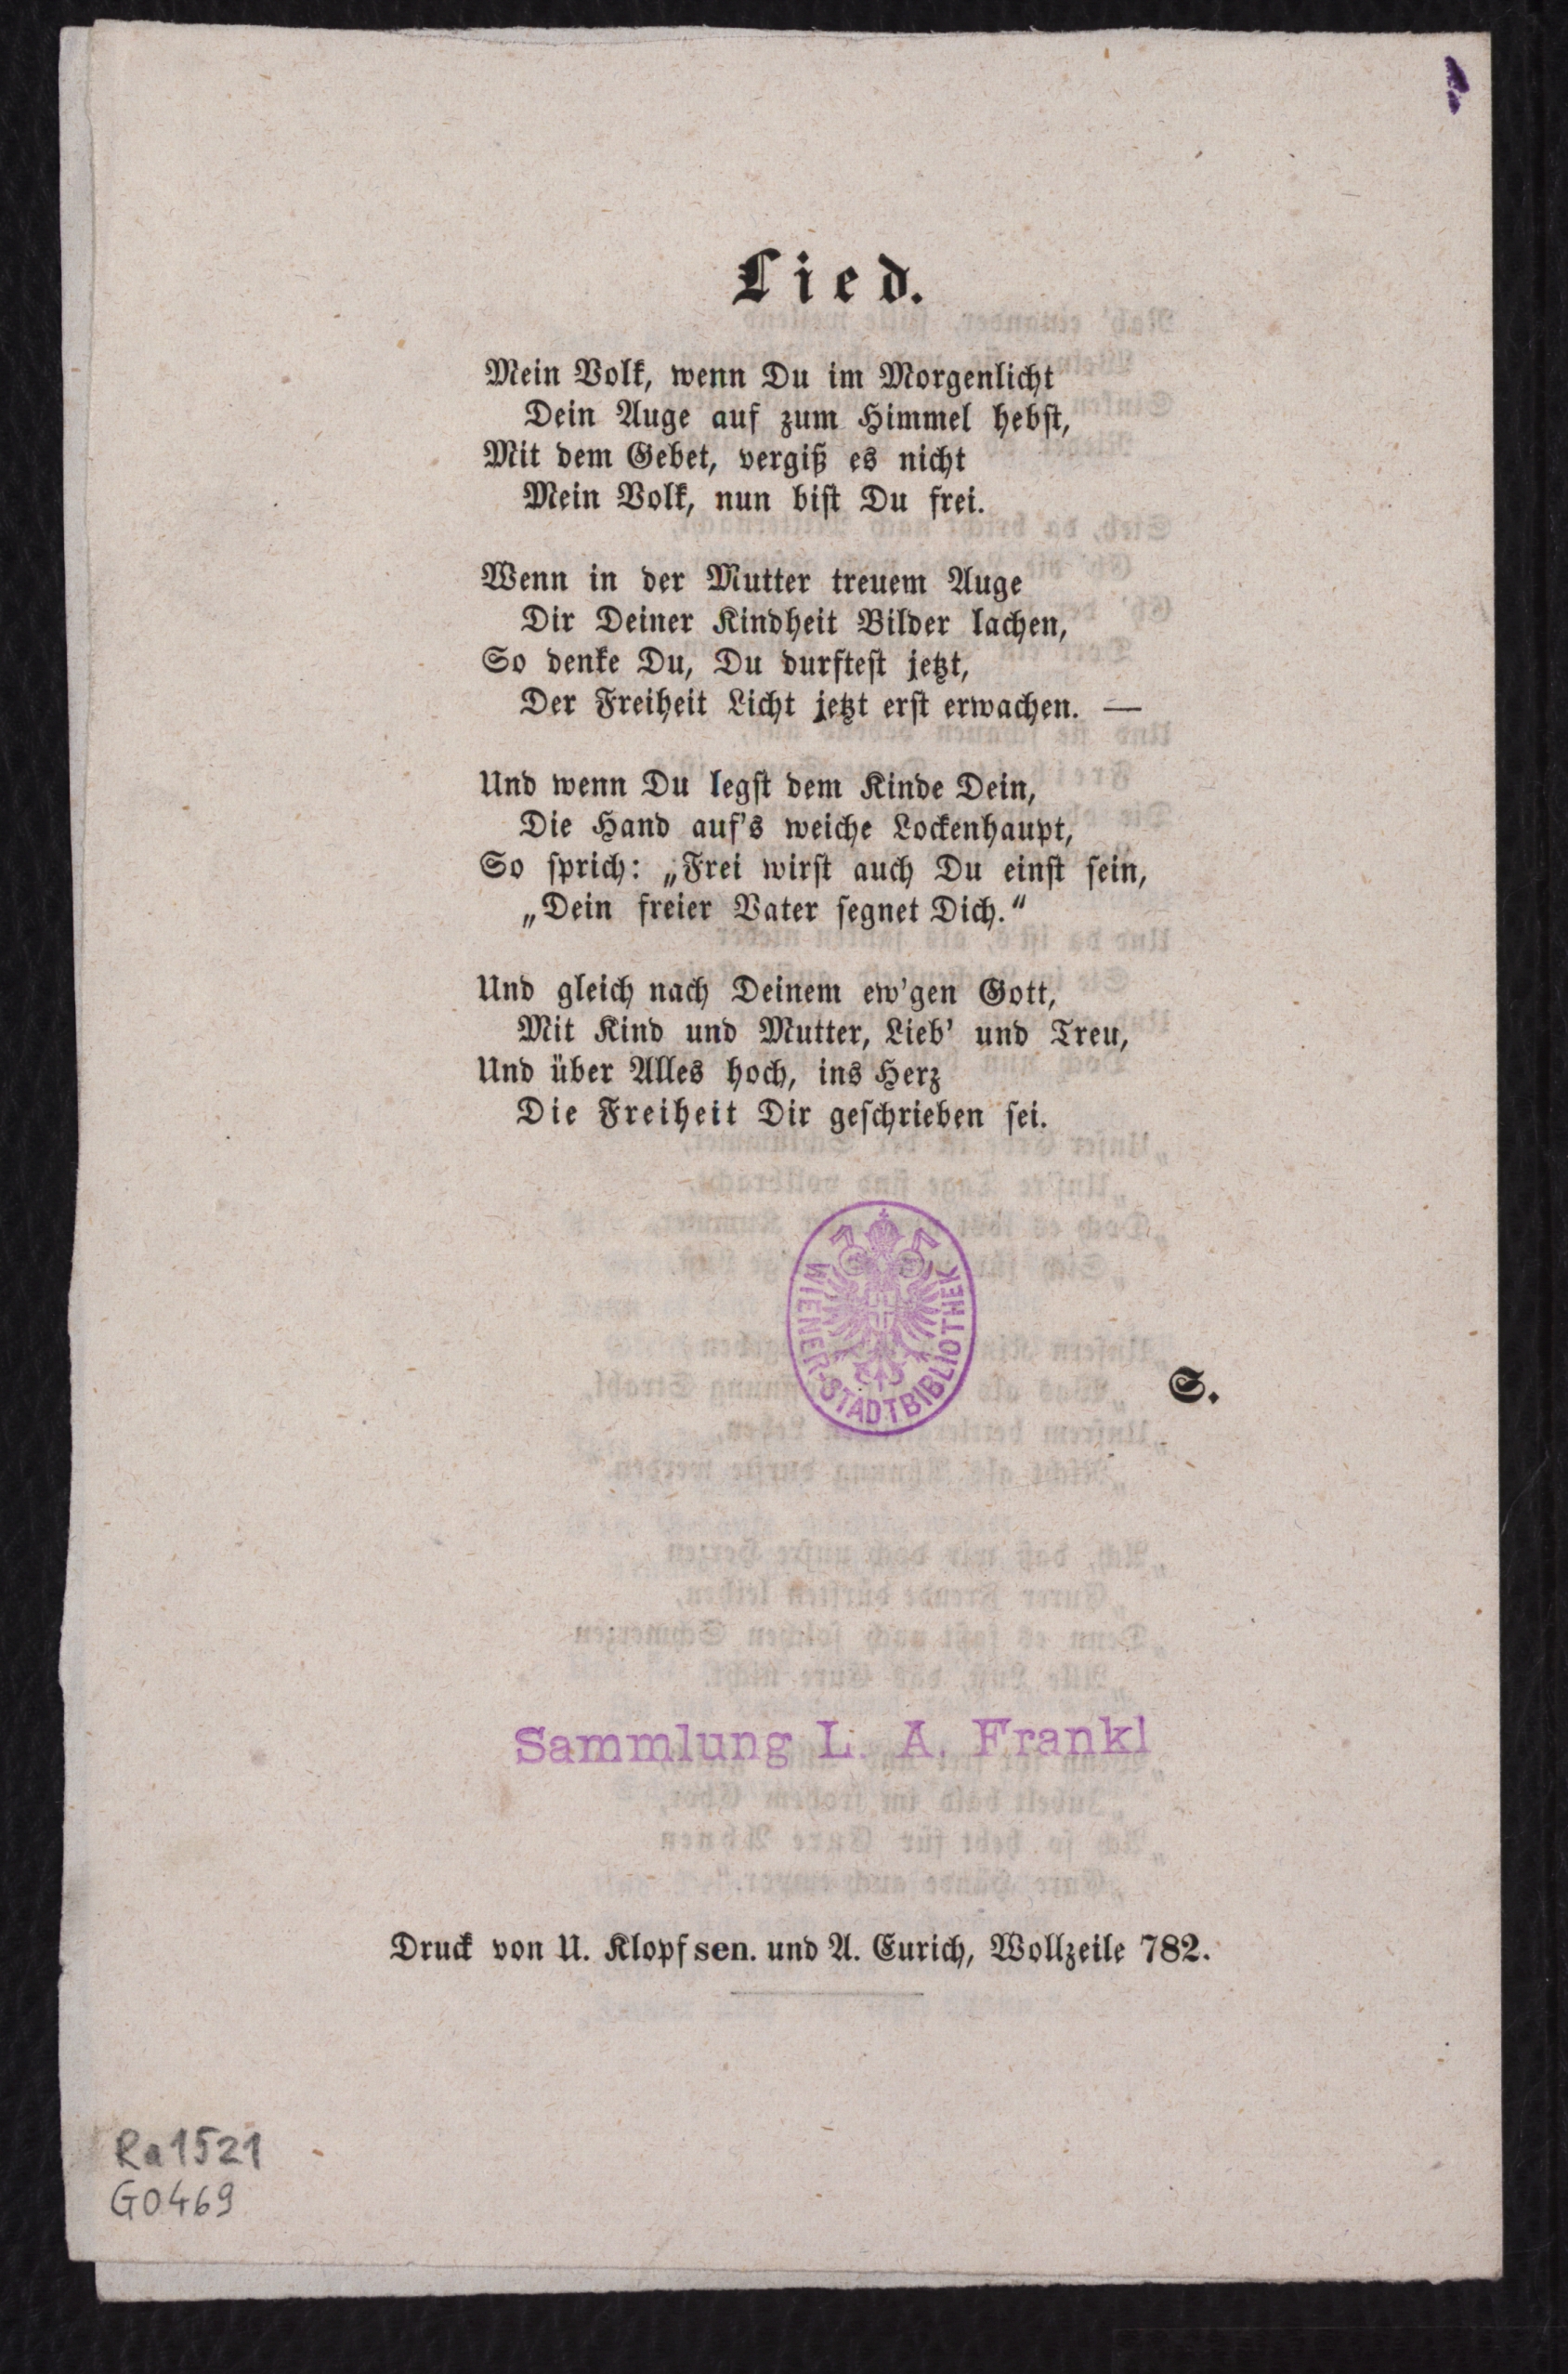 Lied.
Mein Volk, wenn Du im Morgenlicht
Dein Auge auf zum Himmel hebst,
Mit dem Gebet, vergiß es nicht
Mein Volk, nun bist Du frei.
Wenn in der Mutter treuem Auge
Dir Deiner Kindheit Bilder lachen,
So denke Du, Du durftest jetzt,
Der Freiheit Licht jetzt erst erwachen. —
Und wenn Du legst dem Kinde Dein,
Die Hand auf's weiche Lockenhaupt,
So sprich: „Frei wirst auch Du einst sein,
„Dein freier Vater segnet Dich.“
Und gleich nach Deinem ew'gen Gott,
Mit Kind und Mutter, Lieb' und Treu,
Und über Alles hoch, ins Herz
Die Freiheit Dir geschrieben sei.
WIENER-STADTBIBLIOTHEK
S.
Sammlung L. A. Frankl
Druck von U. Klopf sen. und A. Eurich, Wollzeile 782.
Ra1521
G0469